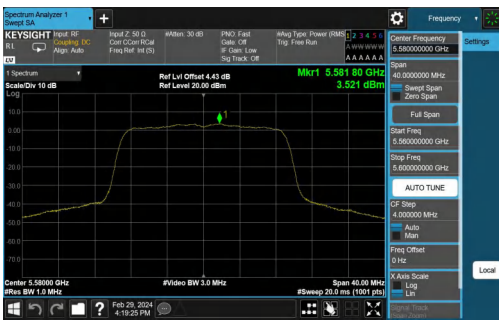 Spectrum Analyzer 1
Swept SA
Frequency
KEYSIGHT
Input: RF
Coupling: DC
Align: Auto
Input Z: 50 Ω
Corr CCorr RCal
Freq Ref: Int (S)
#Atten: 30 dB
PNO: Fast
Gate: Off
IF Gain: Low
Sig Track: Off
#Avg Type: Power (RMS
Trig: Free Run
1 2 3 4 5 6
A W W W W W
A A A A A A
RL
LV
1 Spectrum
Scale/Div 10 dB
Log
Ref Lvl Offset 4.43 dB
Ref Level 20.00 dBm
Mkr1 5.581 80 GHz
3.521 dBm
1
10.0
0.00
-10.0
-20.0
-30.0
-40.0
-50.0
-60.0
-70.0
Center 5.58000 GHz
#Res BW 1.0 MHz
#Video BW 3.0 MHz
Span 40.00 MHz
#Sweep 20.0 ms (1001 pts)
Feb 29, 2024
4:19:25 PM
Center Frequency
5.580000000 GHz
Span
40.0000000 MHz
Swept Span
Zero Span
Full Span
Start Freq
5.560000000 GHz
Stop Freq
5.600000000 GHz
AUTO TUNE
CF Step
4.000000 MHz
Auto
Man
Freq Offset
0 Hz
X Axis Scale
Log
Lin
Signal Track
Settings
Local